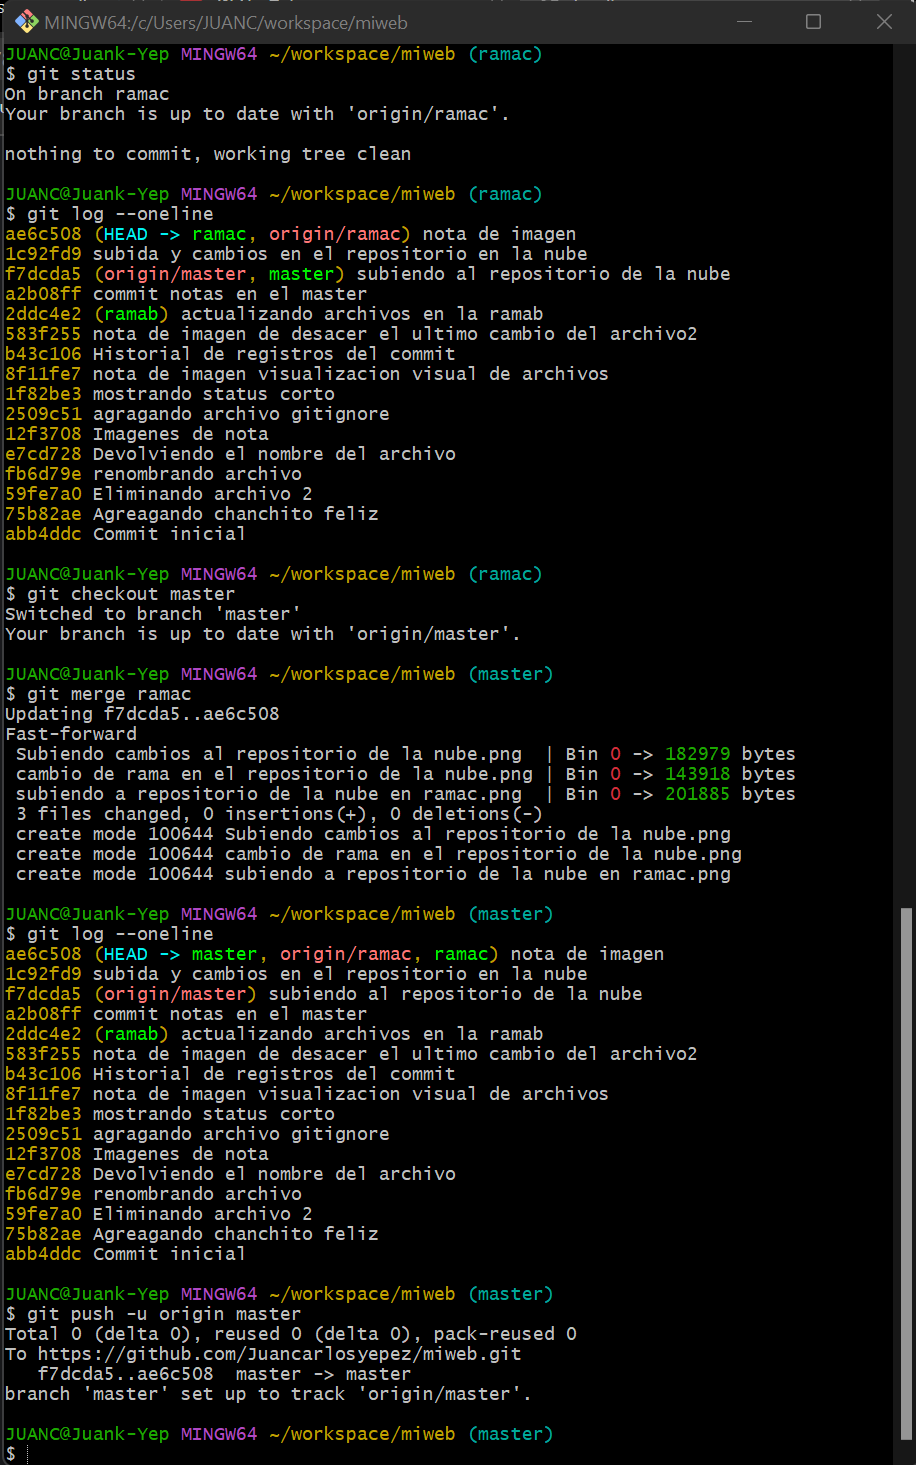 MINGW64:/c/Users/JUANC/workspace/miweb
JUANC@Juank-Yep MINGW64 ~/workspace/miweb (ramac)
$ git status
On branch ramac
Your branch is up to date with 'origin/ramac'.
nothing to commit, working tree clean
JUANC@Juank-Yep MINGW64 ~/workspace/miweb (ramac)
$ git log --oneline
ae6c508 (HEAD -> ramac, origin/ramac) nota de imagen
1c92fd9 subida y cambios en el repositorio en la nube
f7dcda5 (origin/master, master) subiendo al repositorio de la nube
a2b08ff commit notas en el master
2ddc4e2 (ramab) actualizando archivos en la ramab
583f255 nota de imagen de desacer el ultimo cambio del archivo2
b43c106 Historial de registros del commit
8f11fe7 nota de imagen visualizacion visual de archivos
1f82be3 mostrando status corto
2509c51 agragando archivo gitignore
12f3708 Imagenes de nota
e7cd728 Devolviendo el nombre del archivo
fb6d79e renombrando archivo
59fe7a0 Eliminando archivo 2
75b82ae Agreagando chanchito feliz
abb4ddc Commit inicial
JUANC@Juank-Yep MINGW64 ~/workspace/miweb (ramac)
$ git checkout master
Switched to branch 'master'
Your branch is up to date with 'origin/master'.
JUANC@Juank-Yep MINGW64 ~/workspace/miweb (master)
$ git merge ramac
Updating f7dcda5..ae6c508
Fast-forward
Subiendo cambios al repositorio de la nube.png | Bin 0 -> 182979 bytes
cambio de rama en el repositorio de la nube.png | Bin 0 -> 143918 bytes
subiendo a repositorio de la nube en ramac.png | Bin 0 -> 201885 bytes
3 files changed, 0 insertions(+), 0 deletions(-)
create mode 100644 Subiendo cambios al repositorio de la nube.png
create mode 100644 cambio de rama en el repositorio de la nube.png
create mode 100644 subiendo a repositorio de la nube en ramac.png
JUANC@Juank-Yep MINGW64 ~/workspace/miweb (master)
$ git log --oneline
ae6c508 (HEAD -> master, origin/ramac, ramac) nota de imagen
1c92fd9 subida y cambios en el repositorio en la nube
f7dcda5 (origin/master) subiendo al repositorio de la nube
a2b08ff commit notas en el master
2ddc4e2 (ramab) actualizando archivos en la ramab
583f255 nota de imagen de desacer el ultimo cambio del archivo2
b43c106 Historial de registros del commit
8f11fe7 nota de imagen visualizacion visual de archivos
1f82be3 mostrando status corto
2509c51 agragando archivo gitignore
12f3708 Imagenes de nota
e7cd728 Devolviendo el nombre del archivo
fb6d79e renombrando archivo
59fe7a0 Eliminando archivo 2
75b82ae Agreagando chanchito feliz
abb4ddc Commit inicial
JUANC@Juank-Yep MINGW64 ~/workspace/miweb (master)
$ git push -u origin master
Total 0 (delta 0), reused 0 (delta 0), pack-reused 0
To https://github.com/Juancarlosyepez/miweb.git
f7dcda5..ae6c508 master -> master
branch 'master' set up to track 'origin/master'.
JUANC@Juank-Yep MINGW64 ~/workspace/miweb (master)
$